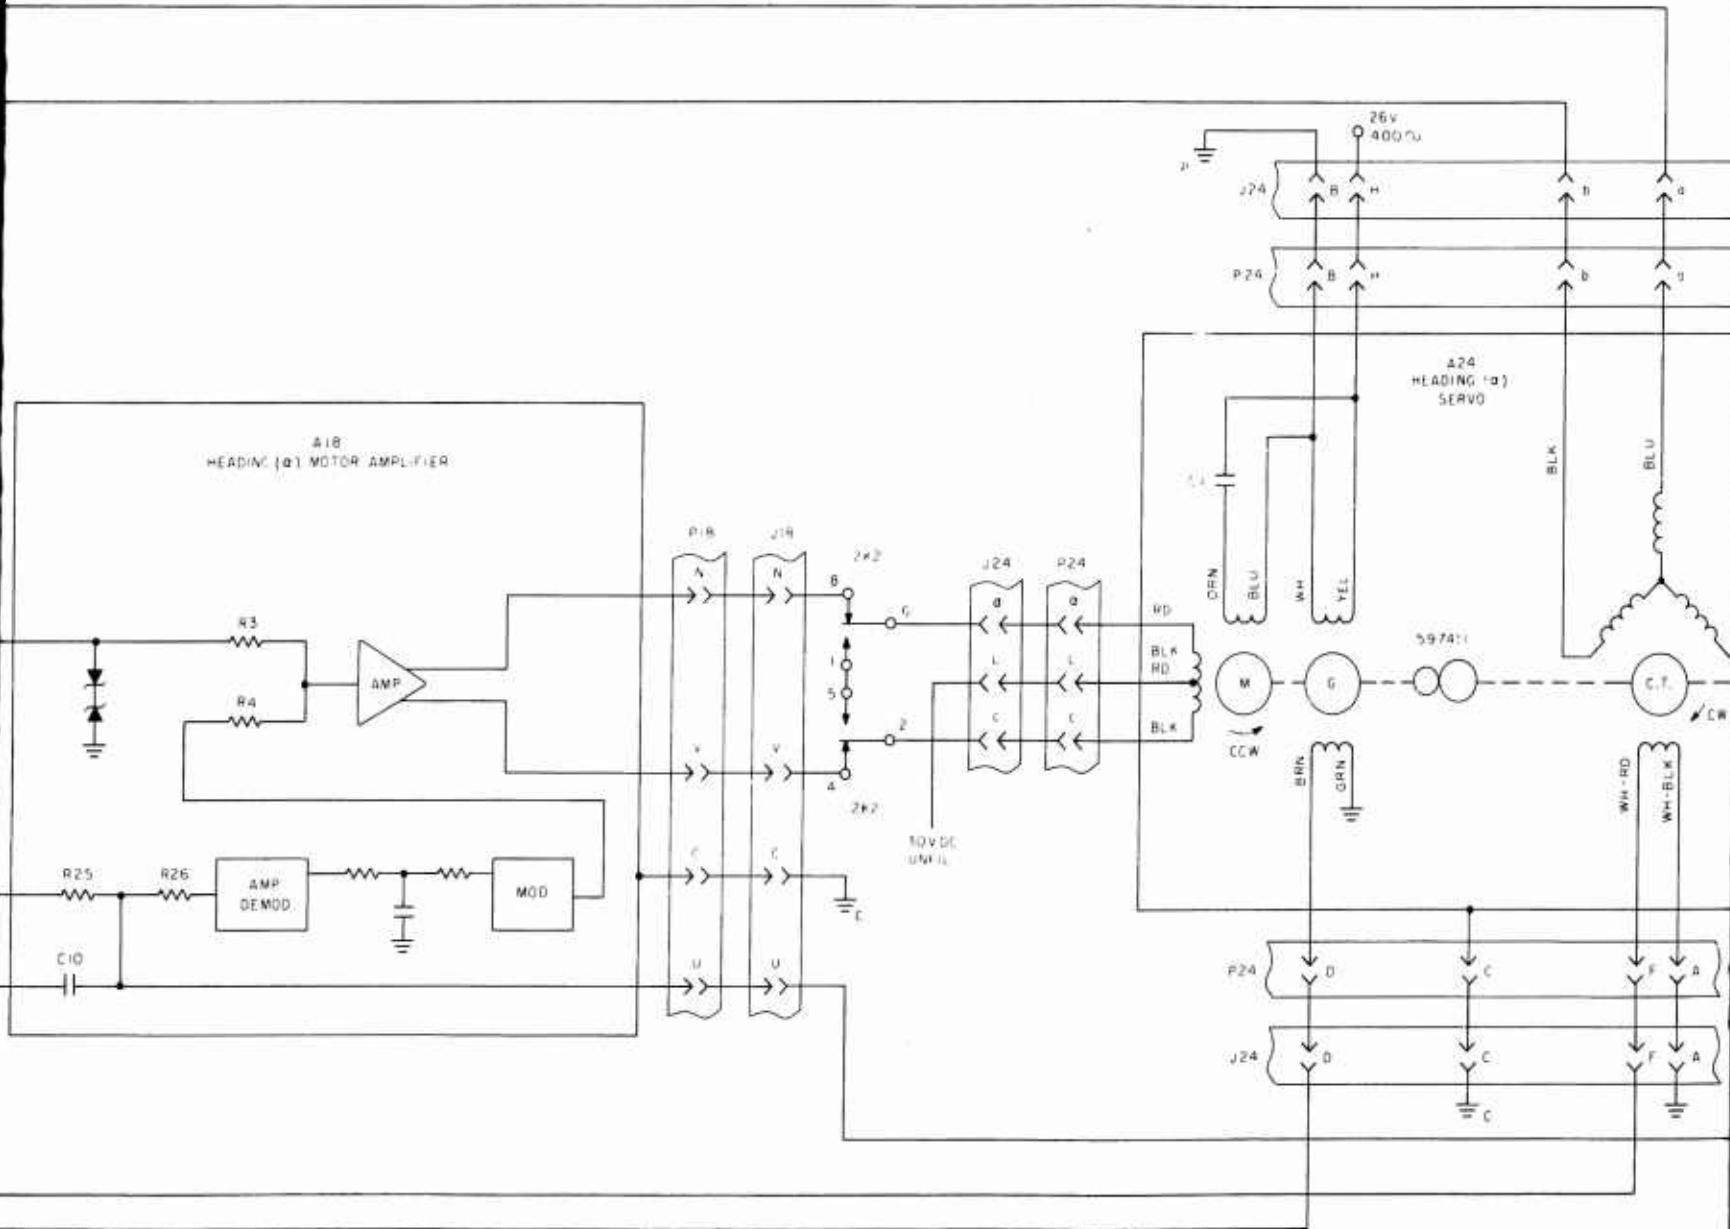 26V
400~
J24 B H b a
P24 B H b a
A24
HEADING (α)
SERVO
A18
HEADING (α) MOTOR AMPLIFIER
BLK
BLU
P18
J18
2K2
J24
P24
N
N
8
α
α
RD
ORN
BLU
WH
YEL
R3
1
L
L
BLK
RD
AMP
5
M
G
C.T.
CW
R4
2
C
C
BLK
CCW
V
V
4
2K2
BRN
GRN
WH-RD
WH-BLK
UNFIL
R25
R26
AMP
DEMOD
MOD
C
C
C
C10
U
U
P24 D C F A
J24 D C F A
C